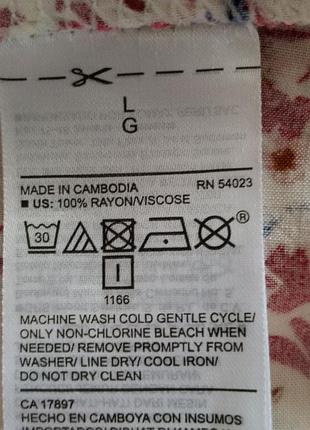 L
G
MADE IN CAMBODIA RN 54023
■ US: 100% RAYON/VISCOSE
30 ®
I
1166
MACHINE WASH COLD GENTLE CYCLE/
ONLY NON-CHLORINE BLEACH WHEN
NEEDED/ REMOVE PROMPTLY FROM
WASHER/ LINE DRY/ COOL IRON/
DO NOT DRY CLEAN
CA 17897
HECHO EN CAMBOYA CON INSUMOS